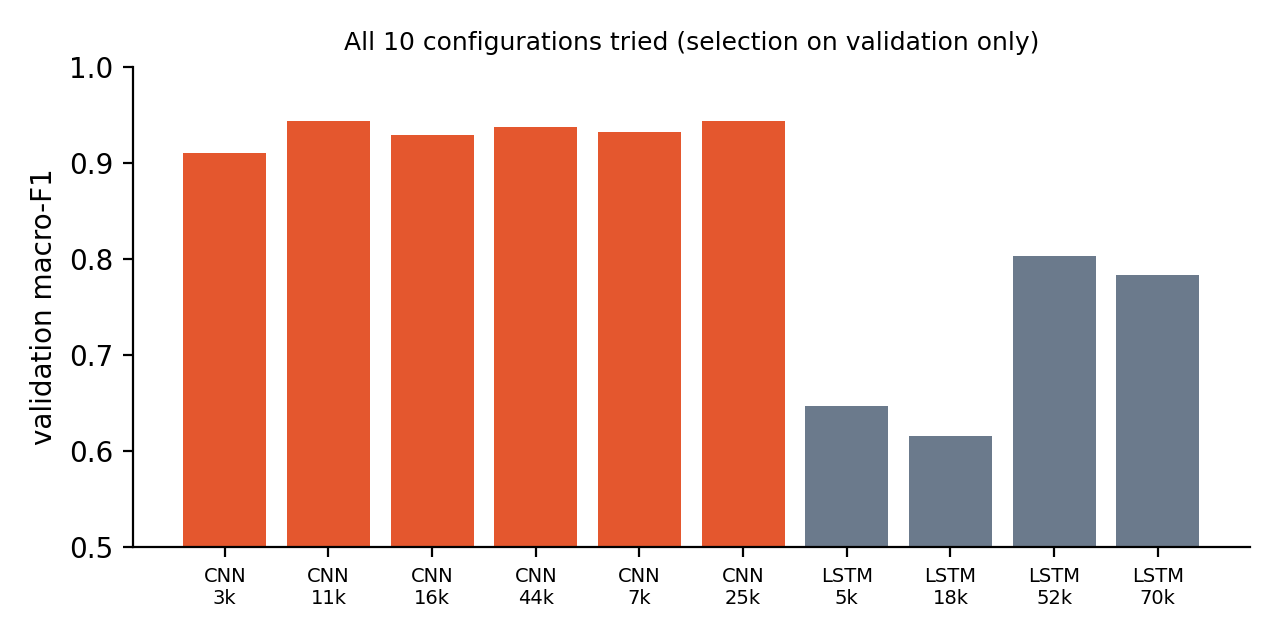 All 10 configurations tried (selection on validation only)
validation macro-F1
1.0
0.9
0.8
0.7
0.6
0.5
CNN CNN CNN CNN CNN CNN LSTM LSTM LSTM LSTM
3k 11k 16k 44k 7k 25k 5k 18k 52k 70k